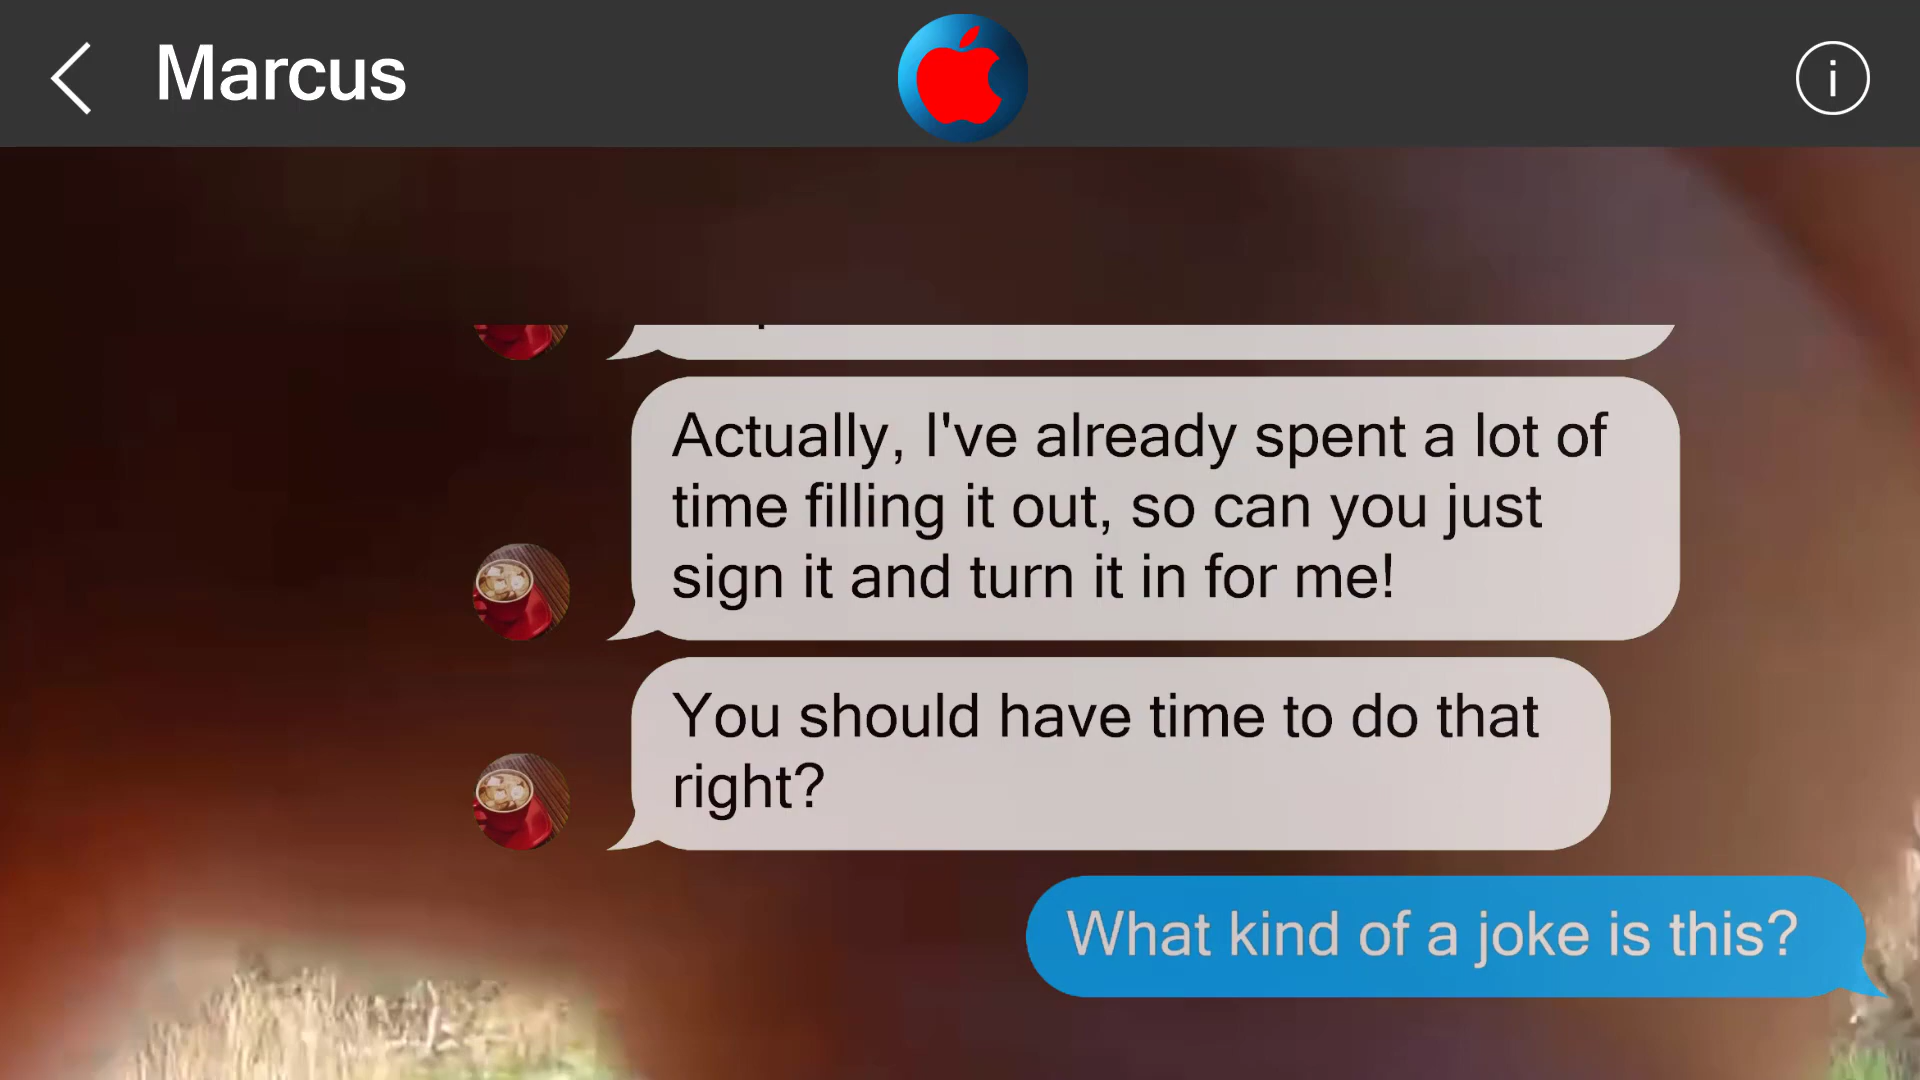 Marcus
i
Actually, I've already spent a lot of
time filling it out, so can you just
sign it and turn it in for me!
You should have time to do that
right?
What kind of a joke is this?